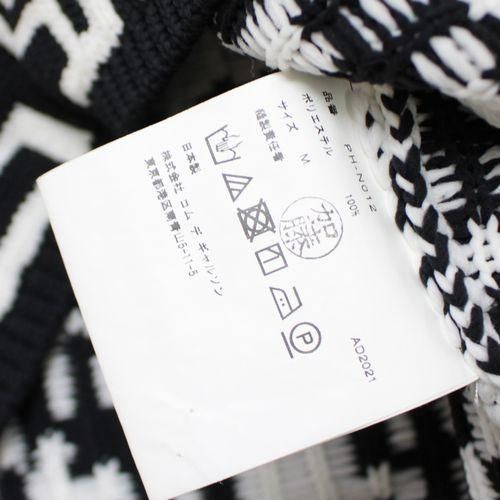 品番 PH-N012
ポリエステル 100%
サイズ M
縫製責任者
加藤
日本製
株式会社 コム デ ギャルソン
東京都港区南青山5-11-5
P
AD2021